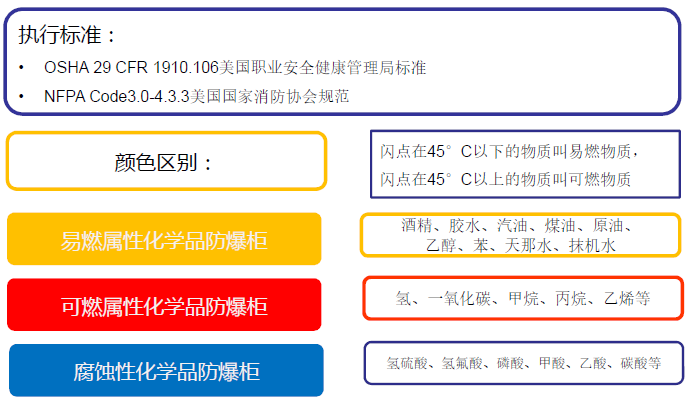 执行标准：
• OSHA 29 CFR 1910.106美国职业安全健康管理局标准
• NFPA Code3.0-4.3.3美国国家消防协会规范
颜色区别：
闪点在45°C以下的物质叫易燃物质，
闪点在45°C以上的物质叫可燃物质
易燃属性化学品防爆柜
酒精、胶水、汽油、煤油、原油、
乙醇、苯、天那水、抹机水
可燃属性化学品防爆柜
氢、一氧化碳、甲烷、丙烷、乙烯等
腐蚀性化学品防爆柜
氢硫酸、氢氟酸、磷酸、甲酸、乙酸、碳酸等